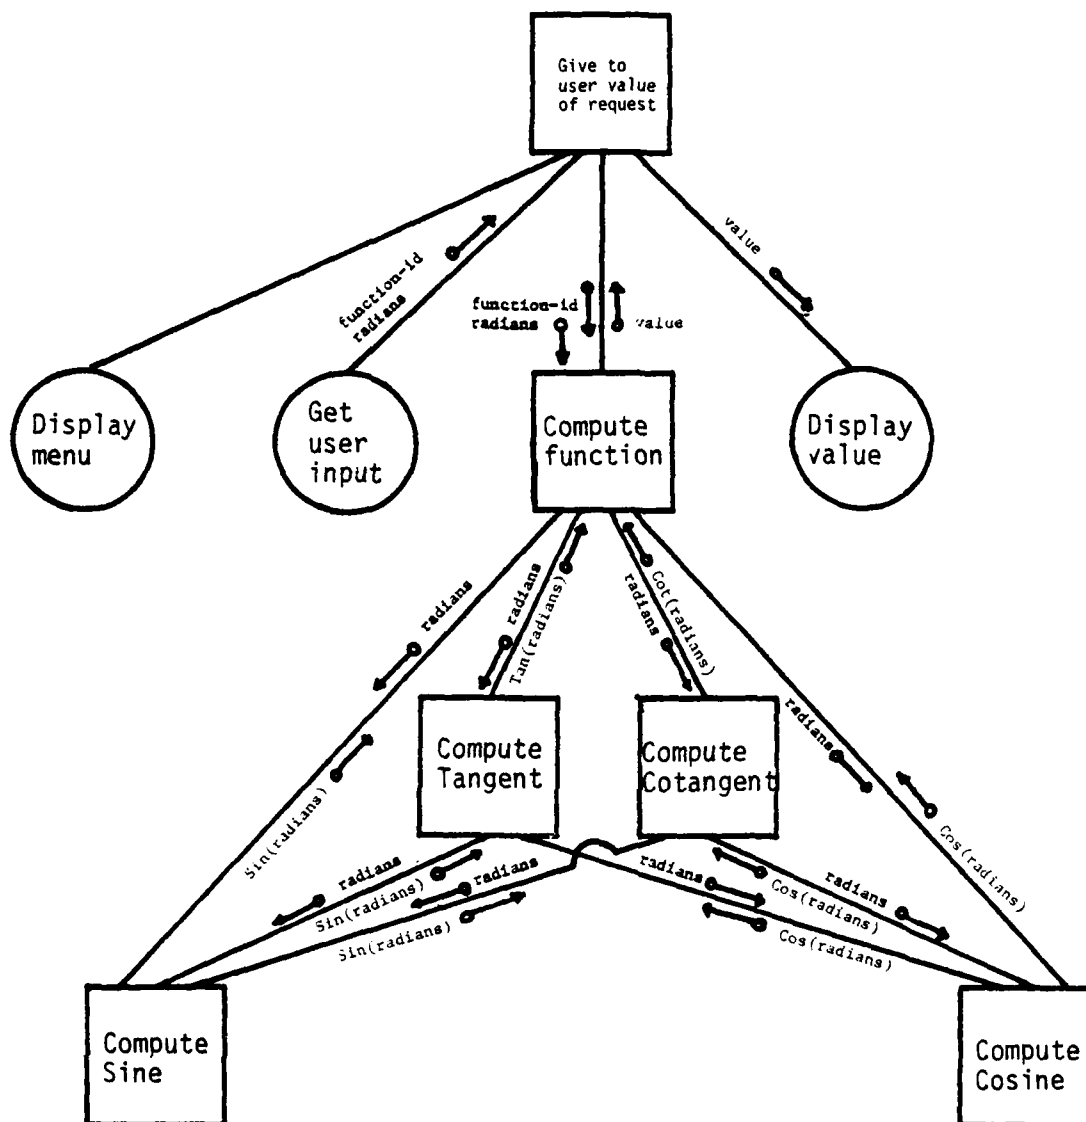 Give to
user value
of request
function-id
radians
value
function-id
radians
value
Display
menu
Get
user
input
Compute
function
Display
value
radians
Sin(radians)
radians
Tan(radians)
Cot(radians)
radians
radians
Cos(radians)
Compute
Tangent
Compute
Cotangent
radians
Sin(radians)
radians
Sin(radians)
radians
Cos(radians)
radians
Cos(radians)
Compute
Sine
Compute
Cosine